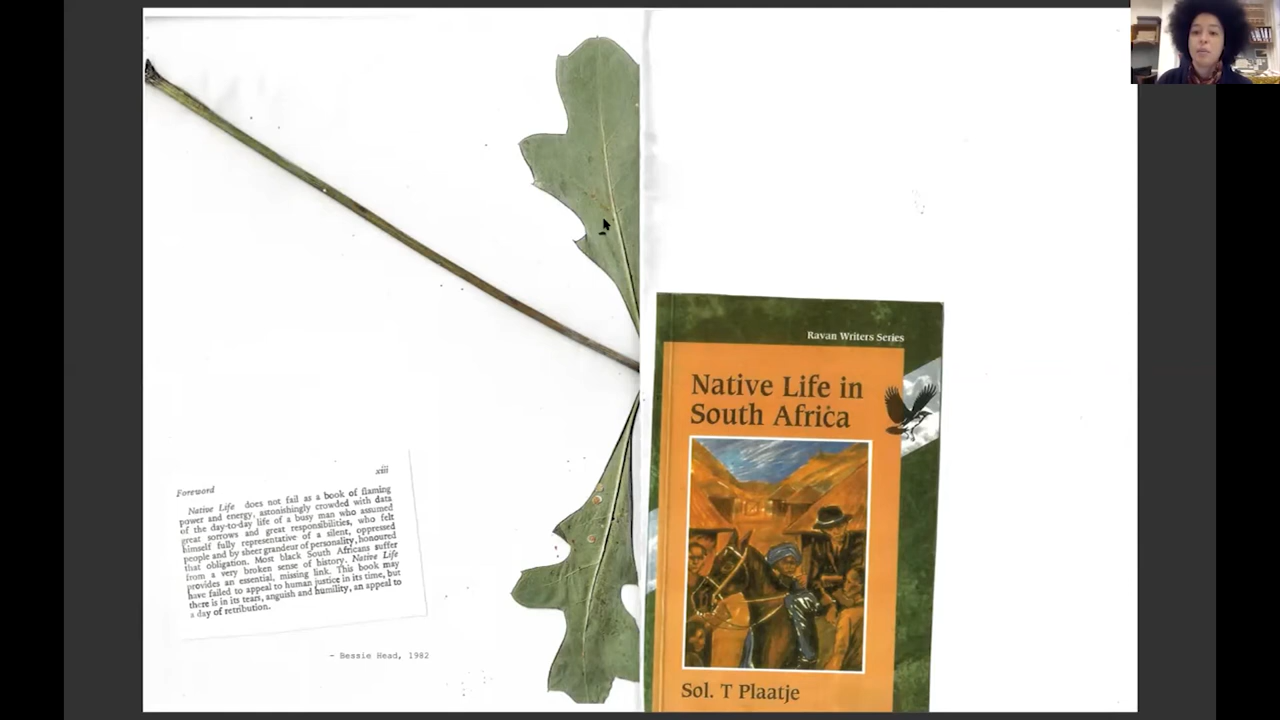 xiii
Foreword
Native Life does not fail as a book of flaming
power and energy, astonishingly crowded with data
of the day-to-day life of a busy man who assumed
great sorrows and great responsibilities, who felt
himself fully representative of a silent, oppressed
people and by sheer grandeur of personality, honoured
that obligation. Most black South Africans suffer
from a very broken sense of history. Native Life
provides an essential, missing link. This book may
have failed to appeal to human justice in its time, but
there is in its tears, anguish and humility, an appeal to
a day of retribution.
- Bessie Head, 1982
Ravan Writers Series
Native Life in
South Africa
Sol. T Plaatje